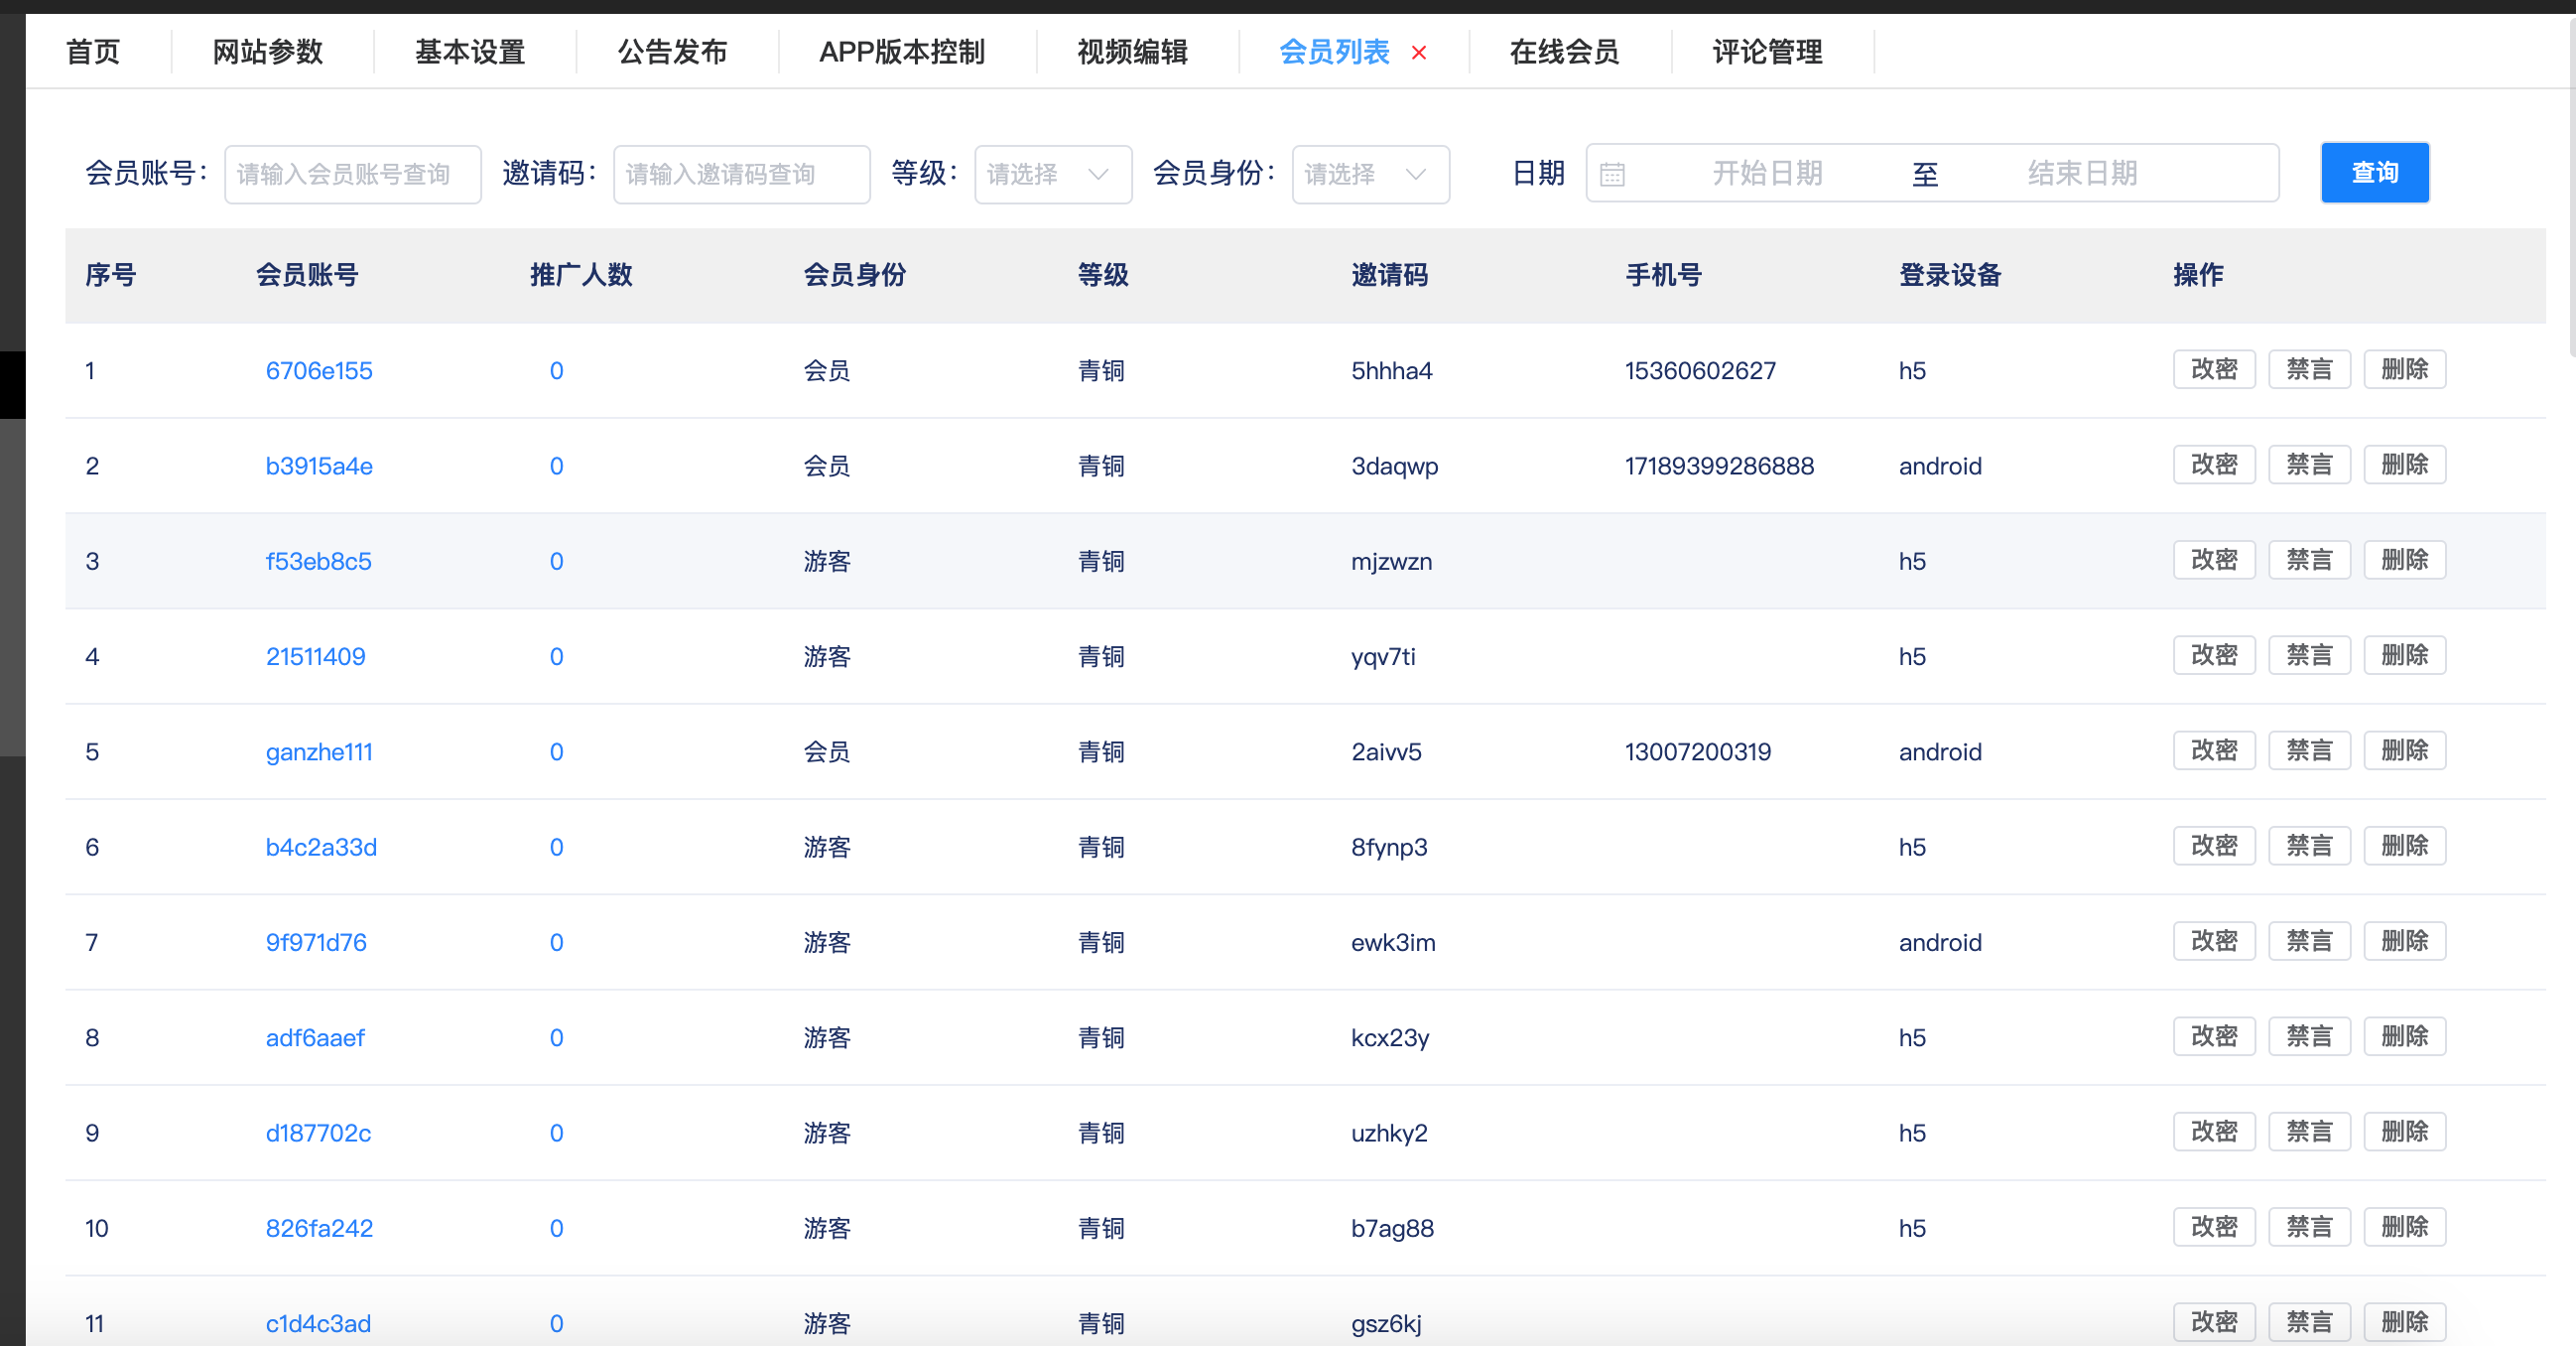 首页 网站参数 基本设置 公告发布 APP版本控制 视频编辑 会员列表 × 在线会员 评论管理
会员账号： 请输入会员账号查询 邀请码： 请输入邀请码查询 等级： 请选择 会员身份： 请选择 日期 开始日期 至 结束日期 查询
序号 会员账号 推广人数 会员身份 等级 邀请码 手机号 登录设备 操作
1 6706e155 0 会员 青铜 5hhha4 15360602627 h5 改密 禁言 删除
2 b3915a4e 0 会员 青铜 3daqwp 17189399286888 android 改密 禁言 删除
3 f53eb8c5 0 游客 青铜 mjzwzn h5 改密 禁言 删除
4 21511409 0 游客 青铜 yqv7ti h5 改密 禁言 删除
5 ganzhe111 0 会员 青铜 2aivv5 13007200319 android 改密 禁言 删除
6 b4c2a33d 0 游客 青铜 8fynp3 h5 改密 禁言 删除
7 9f971d76 0 游客 青铜 ewk3im android 改密 禁言 删除
8 adf6aaef 0 游客 青铜 kcx23y h5 改密 禁言 删除
9 d187702c 0 游客 青铜 uzhky2 h5 改密 禁言 删除
10 826fa242 0 游客 青铜 b7ag88 h5 改密 禁言 删除
11 c1d4c3ad 0 游客 青铜 gsz6kj 改密 禁言 删除